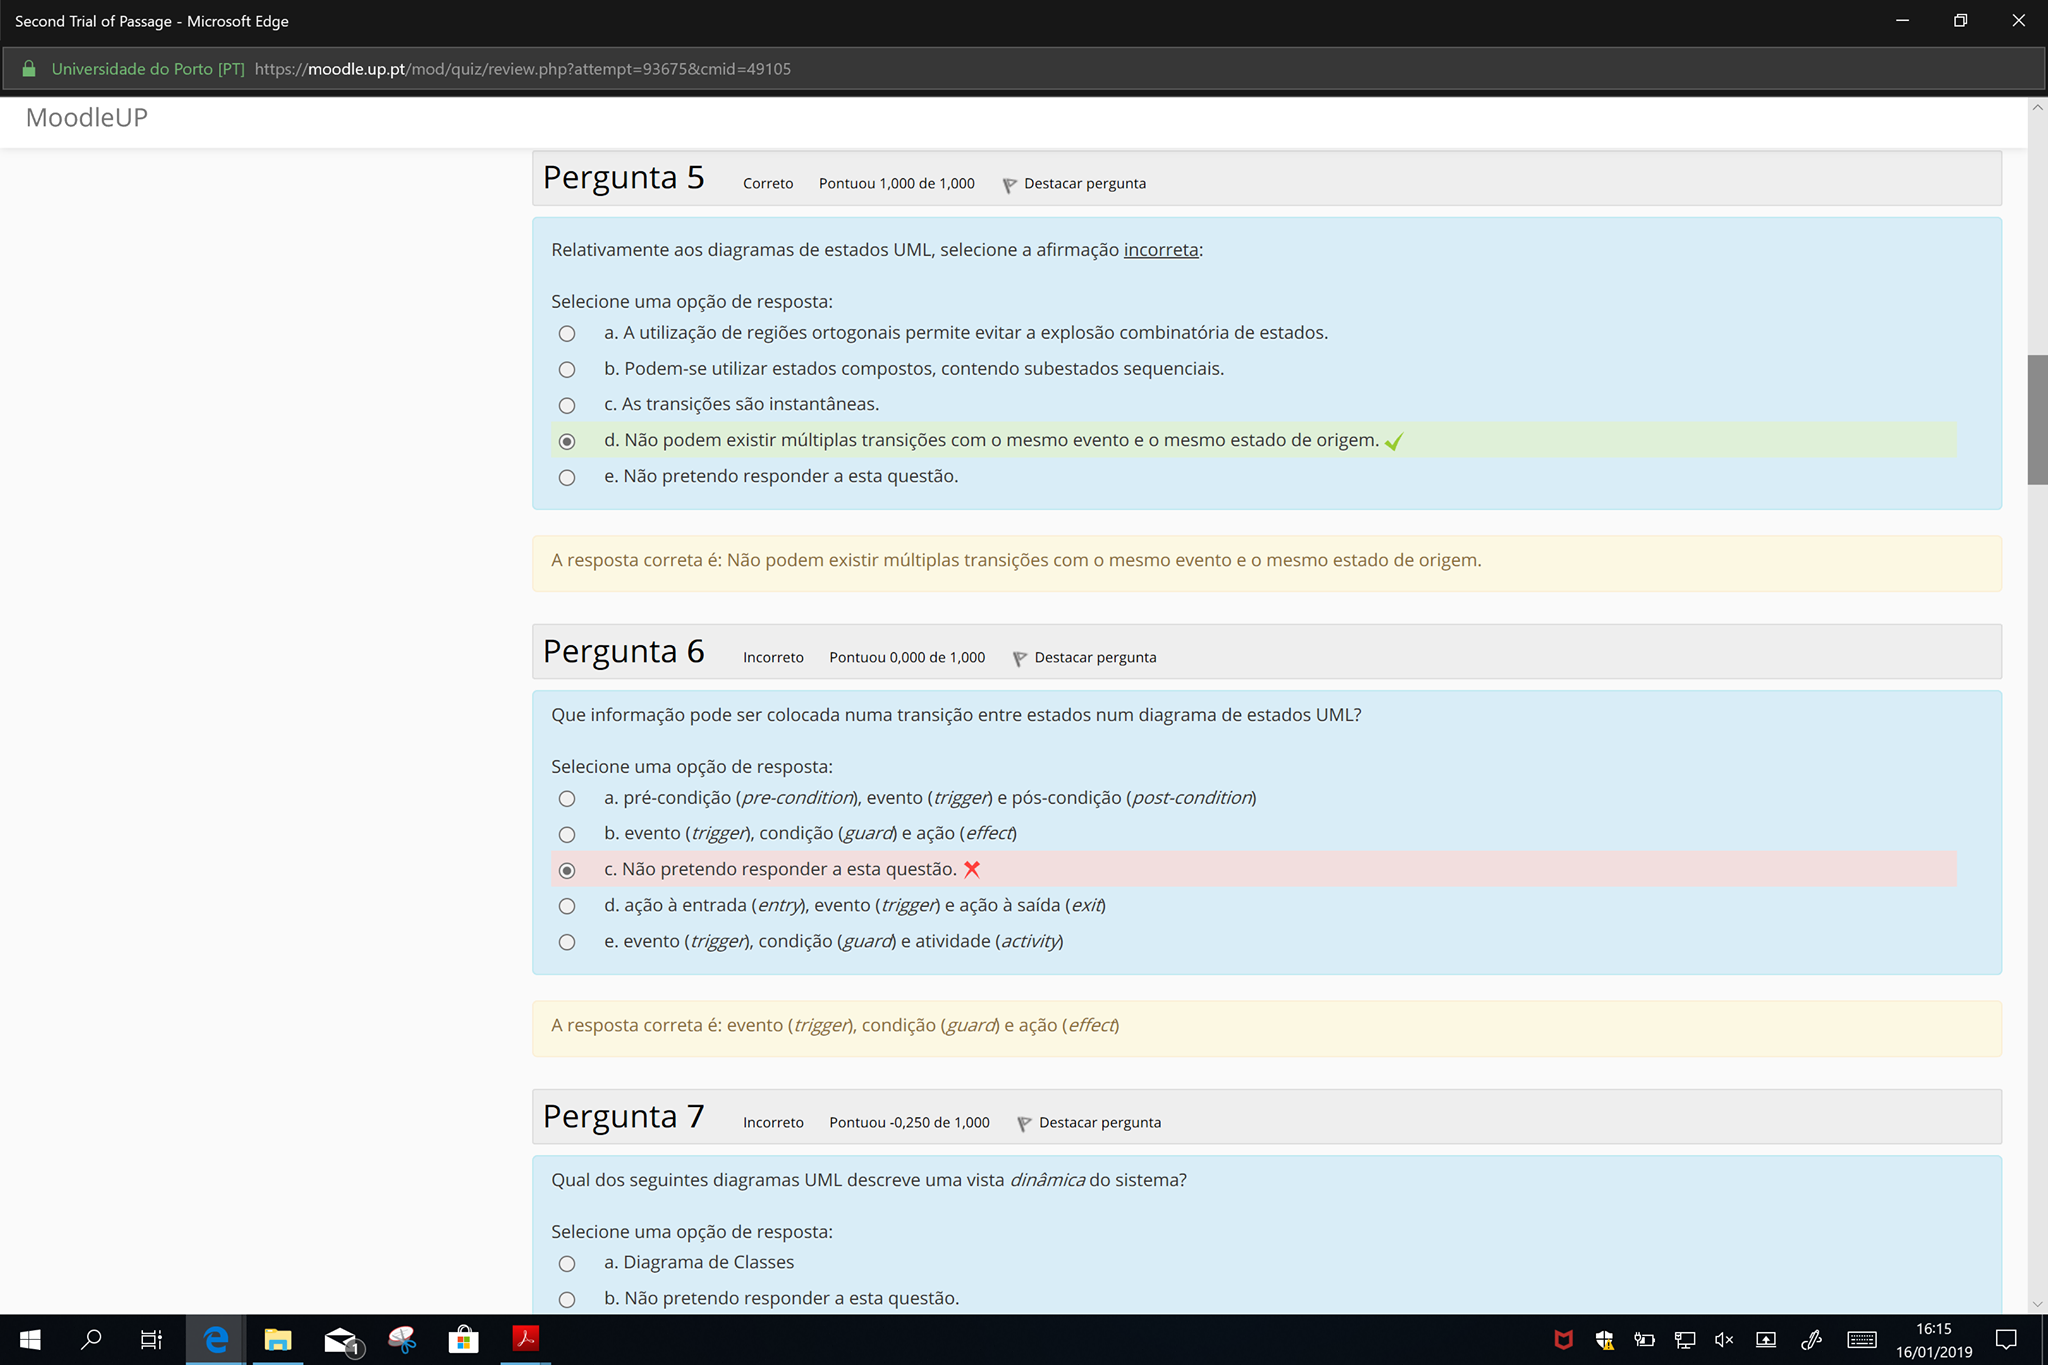 Second Trial of Passage - Microsoft Edge
Universidade do Porto [PT] https://moodle.up.pt/mod/quiz/review.php?attempt=93675&cmid=49105
MoodleUP
Pergunta 5 Correto Pontuou 1,000 de 1,000 Destacar pergunta
Relativamente aos diagramas de estados UML, selecione a afirmação incorreta:
Selecione uma opção de resposta:
a. A utilização de regiões ortogonais permite evitar a explosão combinatória de estados.
b. Podem-se utilizar estados compostos, contendo subestados sequenciais.
c. As transições são instantâneas.
d. Não podem existir múltiplas transições com o mesmo evento e o mesmo estado de origem.
e. Não pretendo responder a esta questão.
A resposta correta é: Não podem existir múltiplas transições com o mesmo evento e o mesmo estado de origem.
Pergunta 6 Incorreto Pontuou 0,000 de 1,000 Destacar pergunta
Que informação pode ser colocada numa transição entre estados num diagrama de estados UML?
Selecione uma opção de resposta:
a. pré-condição (pre-condition), evento (trigger) e pós-condição (post-condition)
b. evento (trigger), condição (guard) e ação (effect)
c. Não pretendo responder a esta questão.
d. ação à entrada (entry), evento (trigger) e ação à saída (exit)
e. evento (trigger), condição (guard) e atividade (activity)
A resposta correta é: evento (trigger), condição (guard) e ação (effect)
Pergunta 7 Incorreto Pontuou -0,250 de 1,000 Destacar pergunta
Qual dos seguintes diagramas UML descreve uma vista dinâmica do sistema?
Selecione uma opção de resposta:
a. Diagrama de Classes
b. Não pretendo responder a esta questão.
1
16:15
16/01/2019